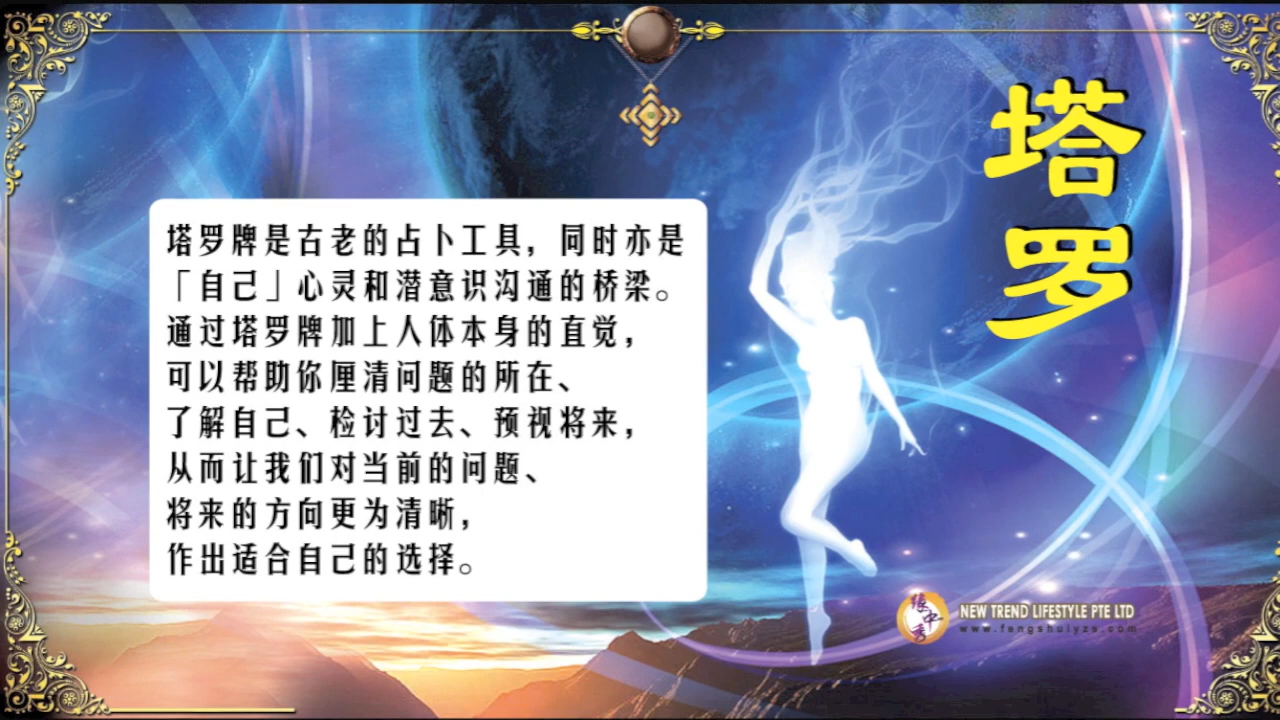 塔罗
塔罗牌是古老的占卜工具，同时亦是
「自己」心灵和潜意识沟通的桥梁。
通过塔罗牌加上人体本身的直觉，
可以帮助你厘清问题的所在、
了解自己、检讨过去、预视将来，
从而让我们对当前的问题、
将来的方向更为清晰，
作出适合自己的选择。
NEW TREND LIFESTYLE PTE LTD
www.fengshuiyzs.com